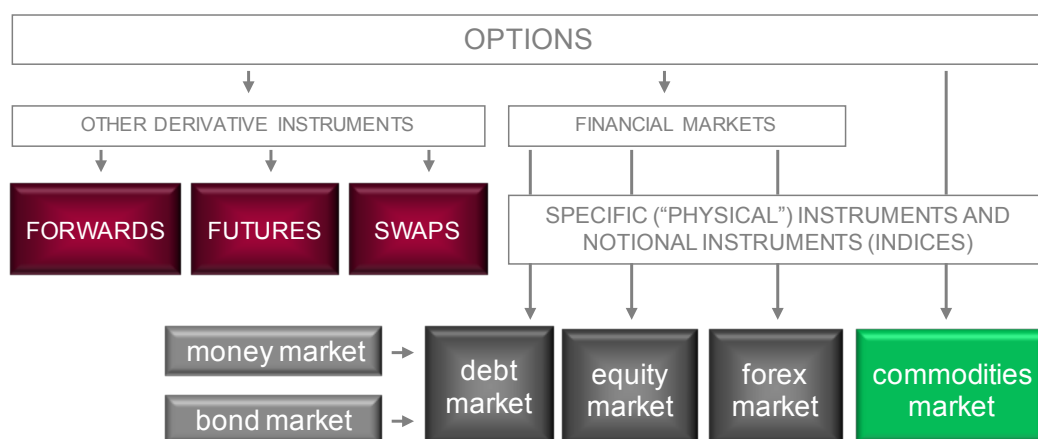 OPTIONS
OTHER DERIVATIVE INSTRUMENTS
FINANCIAL MARKETS
FORWARDS
FUTURES
SWAPS
SPECIFIC (“PHYSICAL”) INSTRUMENTS AND
NOTIONAL INSTRUMENTS (INDICES)
money market
bond market
debt
market
equity
market
forex
market
commodities
market